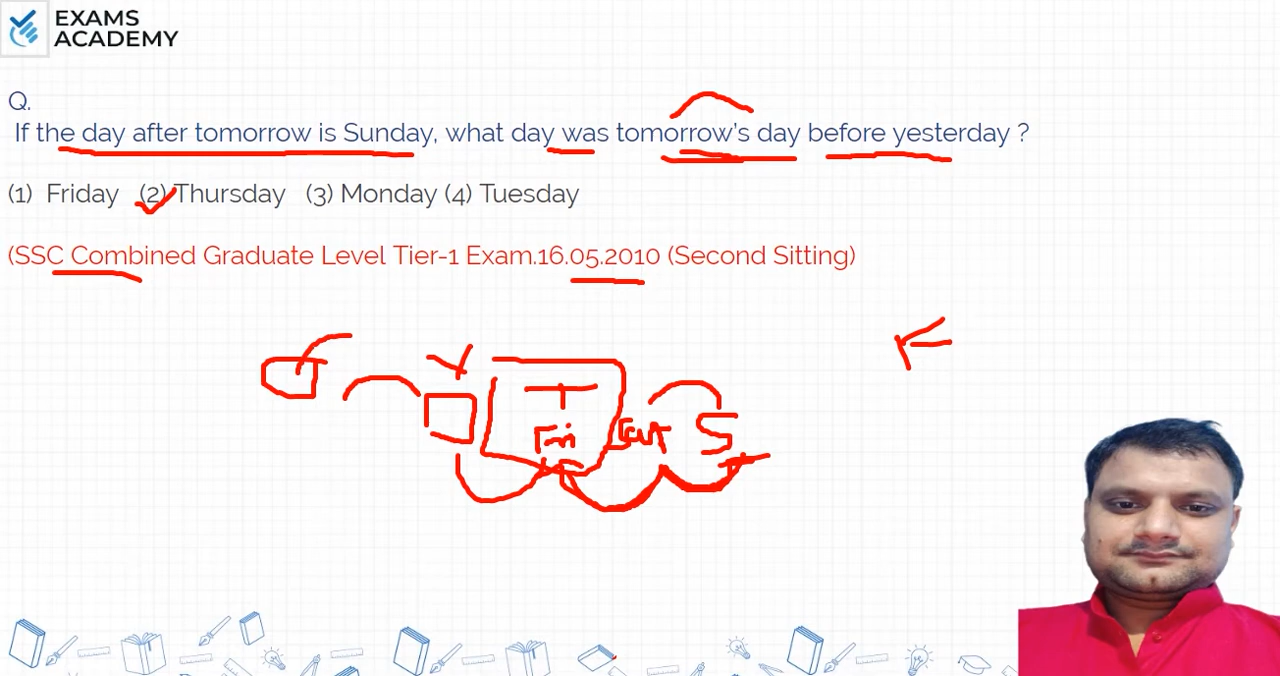 EXAMS
ACADEMY
Q.
If the day after tomorrow is Sunday, what day was tomorrow's day before yesterday ?
(1) Friday (2) Thursday (3) Monday (4) Tuesday
(SSC Combined Graduate Level Tier-1 Exam.16.05.2010 (Second Sitting)
T
Fri S